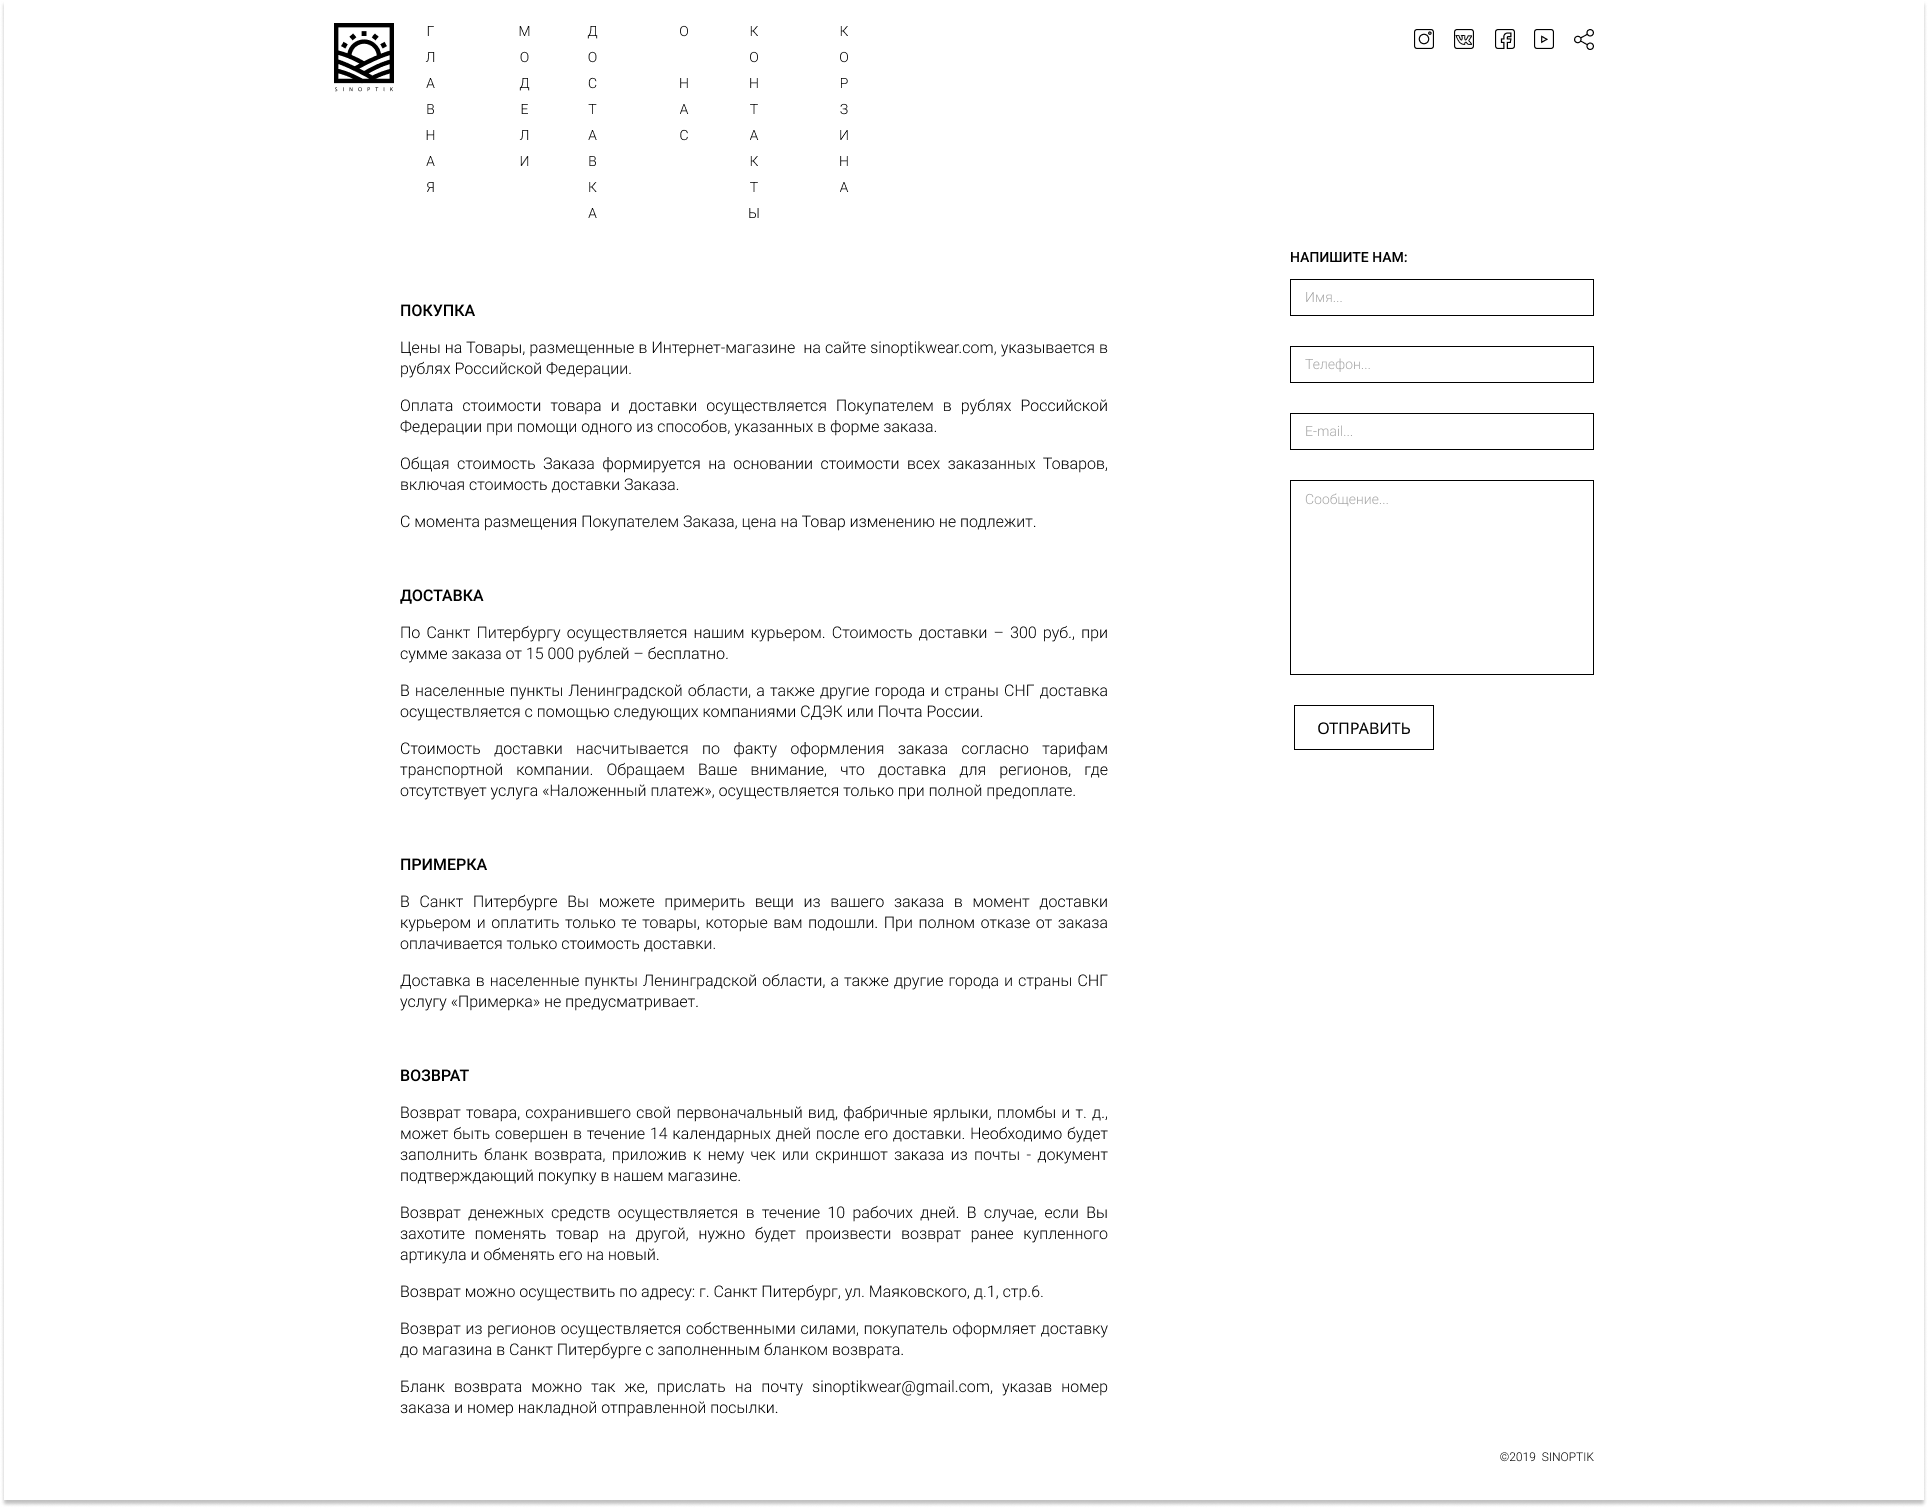 SINOPTIK
ГЛАВНАЯ
МОДЕЛИ
ДОСТАВКА
О НАС
КОНТАКТЫ
КОРЗИНА
НАПИШИТЕ НАМ:
Имя...
Телефон...
E-mail...
Сообщение...
ОТПРАВИТЬ
ПОКУПКА
Цены на Товары, размещенные в Интернет-магазине  на сайте sinoptikwear.com, указывается в
рублях Российской Федерации.
Оплата стоимости товара и доставки осуществляется Покупателем в рублях Российской
Федерации при помощи одного из способов, указанных в форме заказа.
Общая стоимость Заказа формируется на основании стоимости всех заказанных Товаров,
включая стоимость доставки Заказа.
С момента размещения Покупателем Заказа, цена на Товар изменению не подлежит.
ДОСТАВКА
По Санкт Питербургу осуществляется нашим курьером. Стоимость доставки – 300 руб., при
сумме заказа от 15 000 рублей – бесплатно.
В населенные пункты Ленинградской области, а также другие города и страны СНГ доставка
осуществляется с помощью следующих компаниями СДЭК или Почта России.
Стоимость доставки насчитывается по факту оформления заказа согласно тарифам
транспортной компании. Обращаем Ваше внимание, что доставка для регионов, где
отсутствует услуга «Наложенный платеж», осуществляется только при полной предоплате.
ПРИМЕРКА
В Санкт Питербурге Вы можете примерить вещи из вашего заказа в момент доставки
курьером и оплатить только те товары, которые вам подошли. При полном отказе от заказа
оплачивается только стоимость доставки.
Доставка в населенные пункты Ленинградской области, а также другие города и страны СНГ
услугу «Примерка» не предусматривает.
ВОЗВРАТ
Возврат товара, сохранившего свой первоначальный вид, фабричные ярлыки, пломбы и т. д.,
может быть совершен в течение 14 календарных дней после его доставки. Необходимо будет
заполнить бланк возврата, приложив к нему чек или скриншот заказа из почты - документ
подтверждающий покупку в нашем магазине.
Возврат денежных средств осуществляется в течение 10 рабочих дней. В случае, если Вы
захотите поменять товар на другой, нужно будет произвести возврат ранее купленного
артикула и обменять его на новый.
Возврат можно осуществить по адресу: г. Санкт Питербург, ул. Маяковского, д.1, стр.6.
Возврат из регионов осуществляется собственными силами, покупатель оформляет доставку
до магазина в Санкт Питербурге с заполненным бланком возврата.
Бланк возврата можно так же, прислать на почту sinoptikwear@gmail.com, указав номер
заказа и номер накладной отправленной посылки.
©2019  SINOPTIK